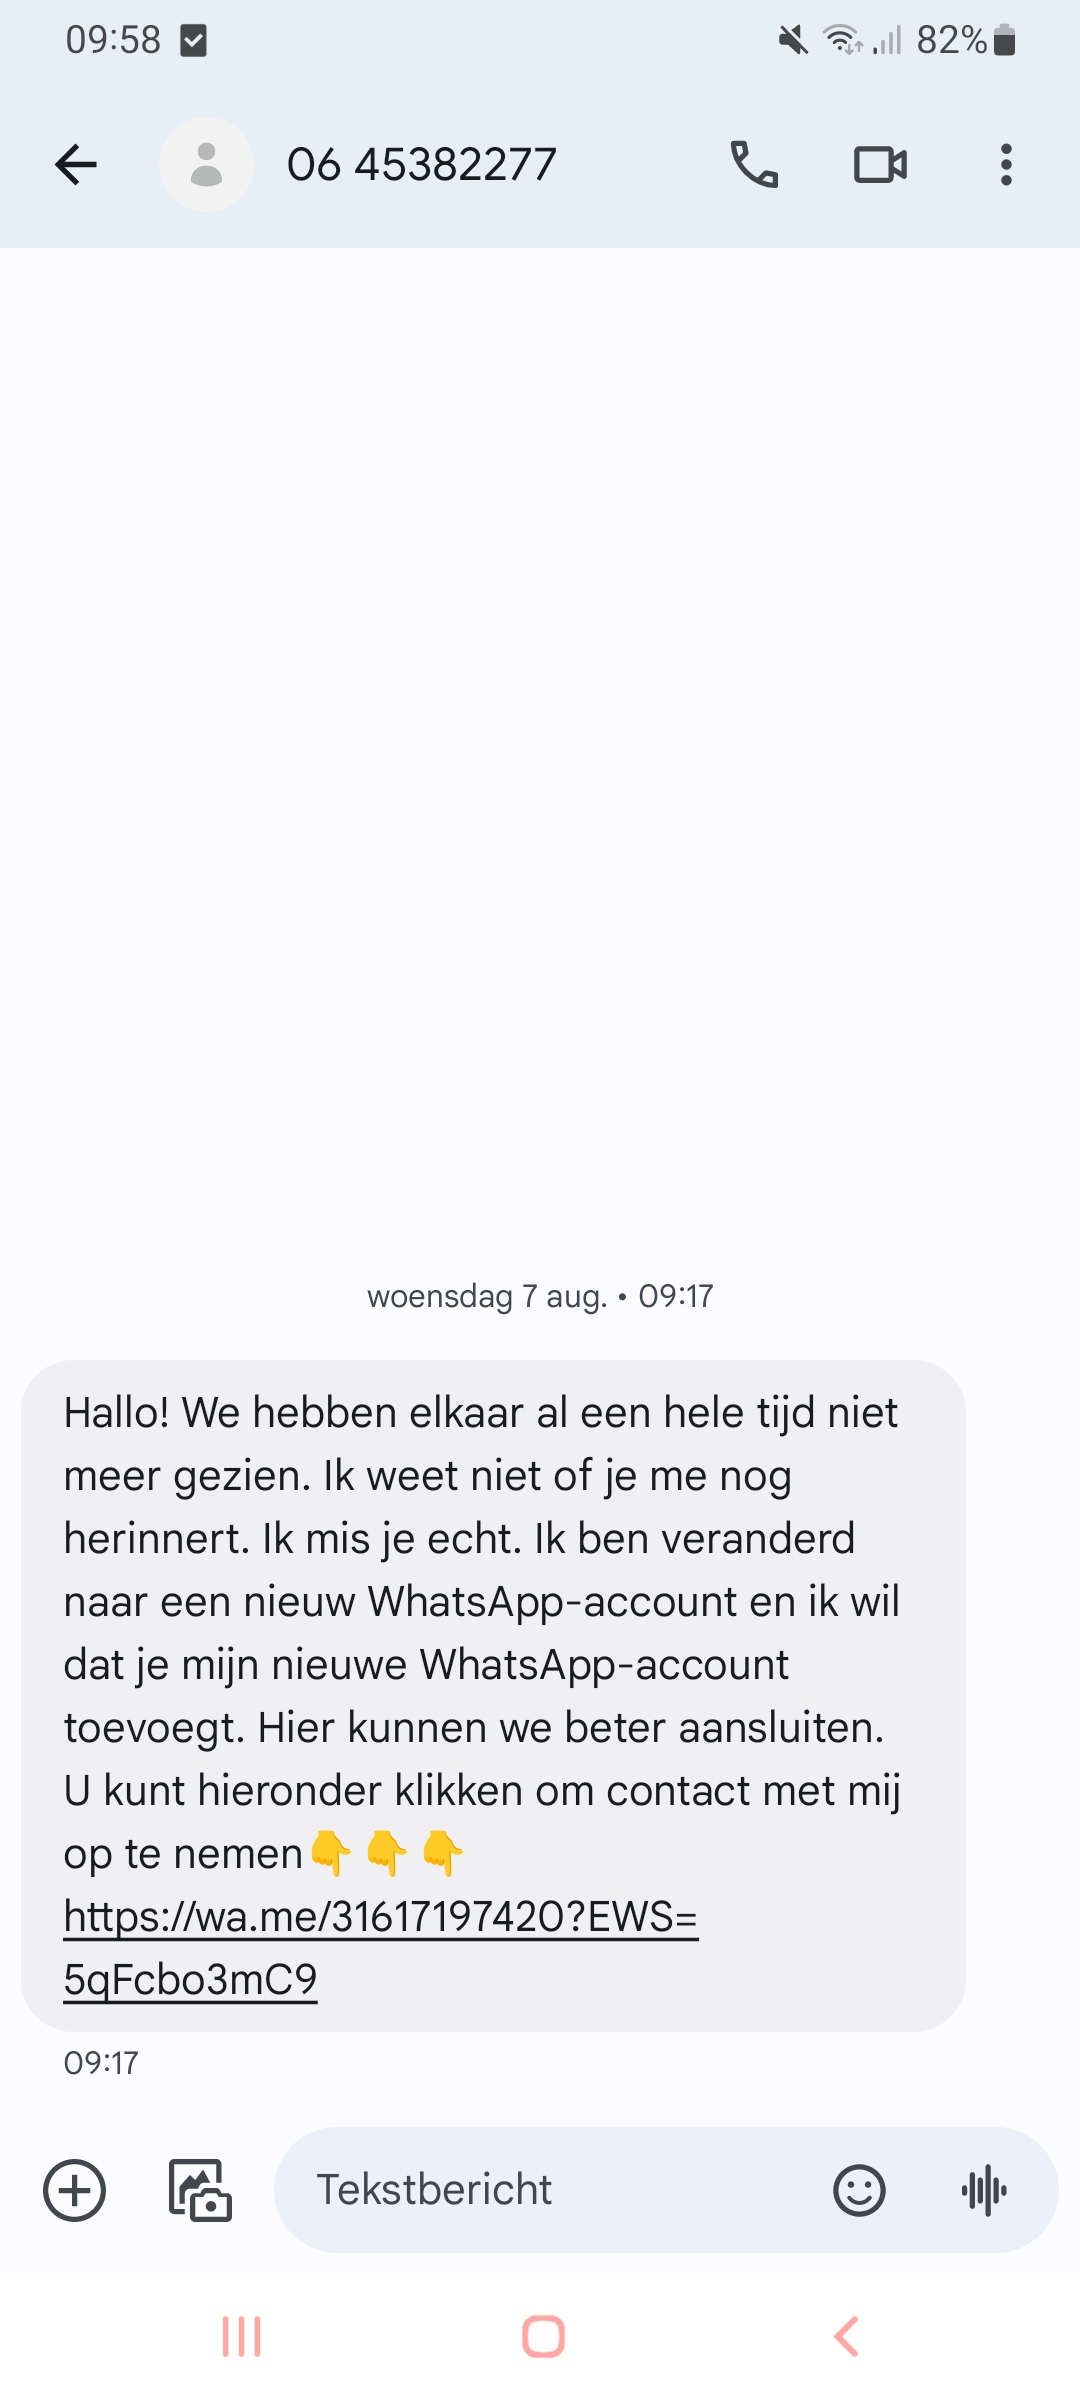 09:58 82%
06 45382277
woensdag 7 aug. • 09:17
Hallo! We hebben elkaar al een hele tijd niet
meer gezien. Ik weet niet of je me nog
herinnert. Ik mis je echt. Ik ben veranderd
naar een nieuw WhatsApp-account en ik wil
dat je mijn nieuwe WhatsApp-account
toevoegt. Hier kunnen we beter aansluiten.
U kunt hieronder klikken om contact met mij
op te nemen👇👇👇
https://wa.me/31617197420?EWS=
5qFcbo3mC9
09:17
Tekstbericht